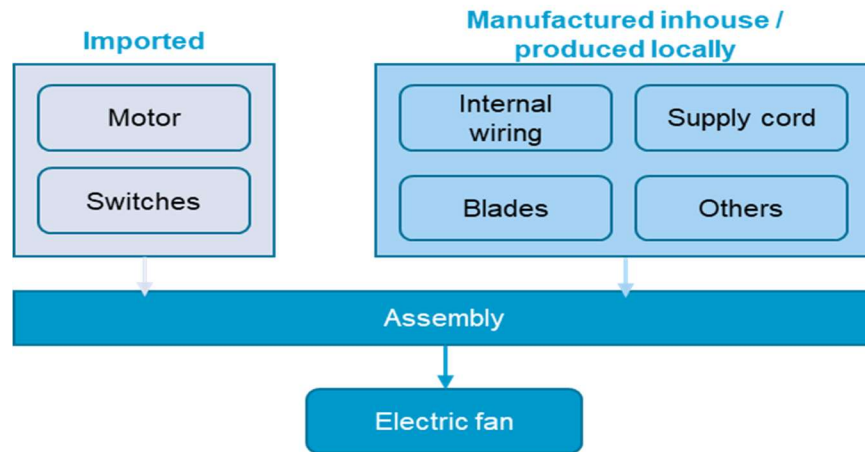 Imported
Manufactured inhouse /
produced locally
Motor
Switches
Internal
wiring
Supply cord
Blades
Others
Assembly
Electric fan